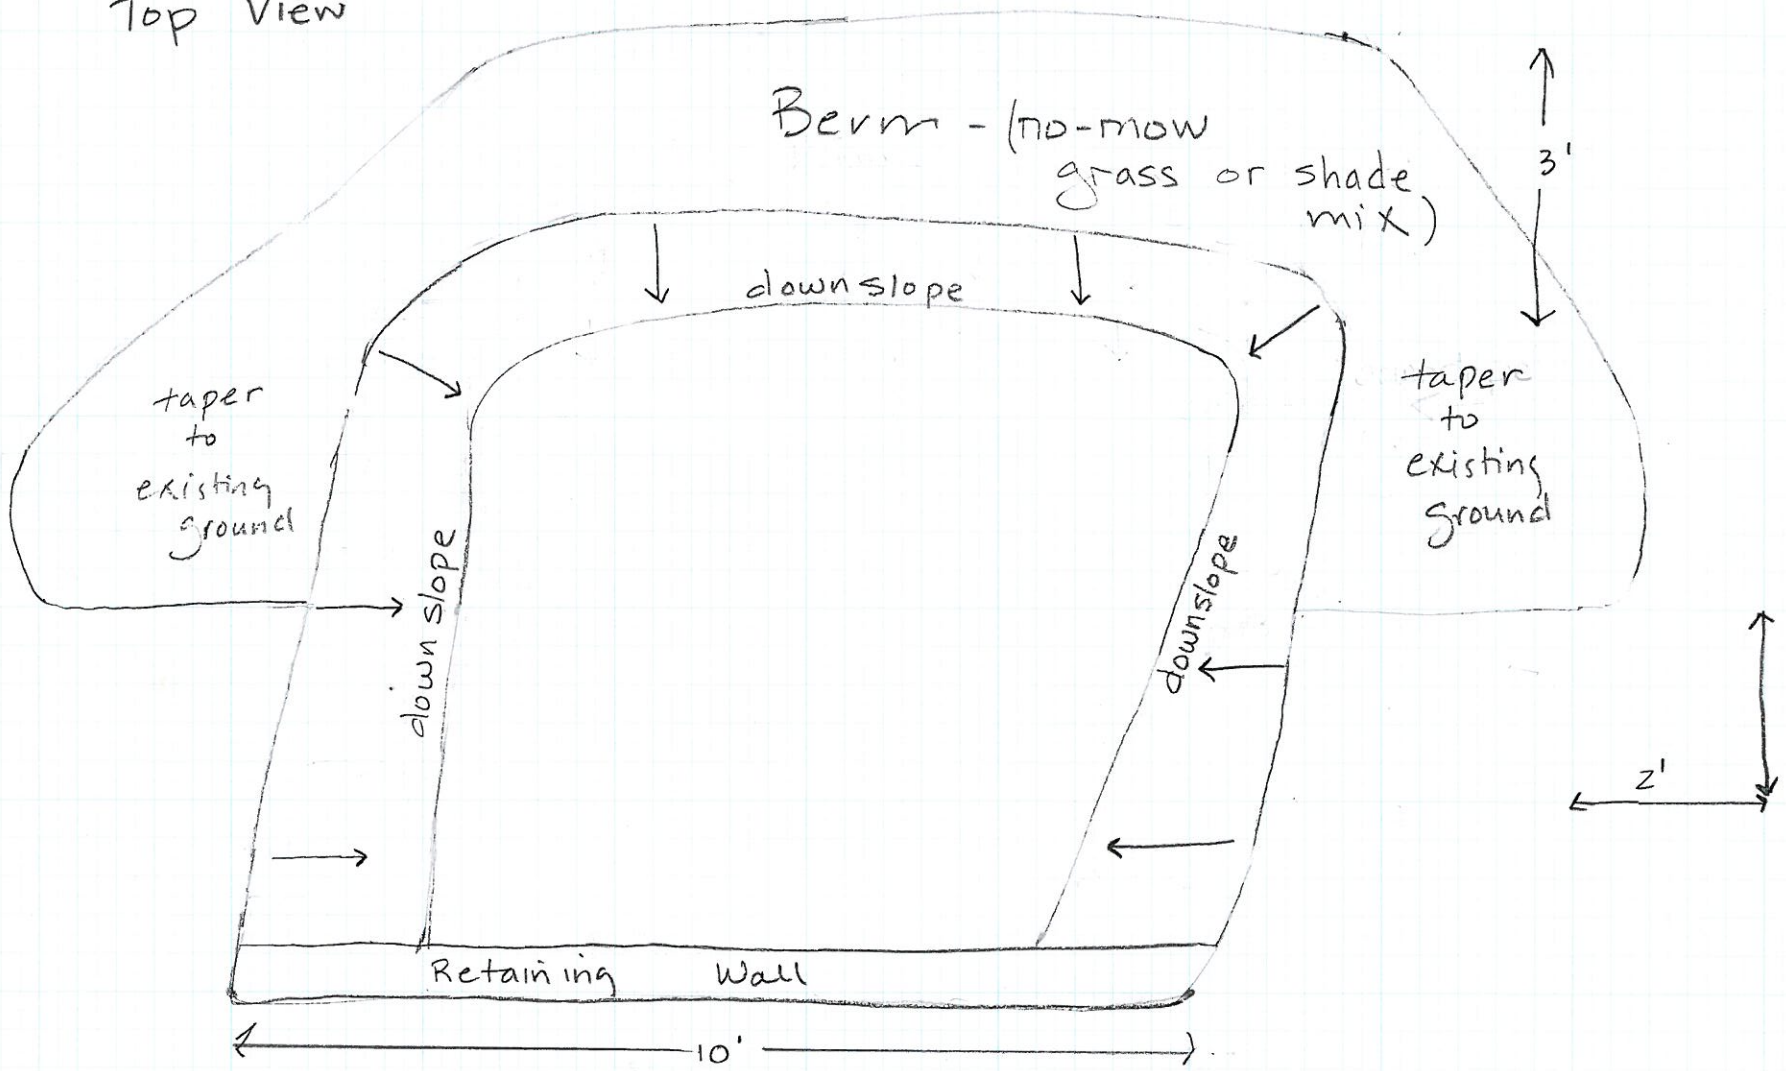 Top View
Berm - (no-mow
grass or shade
mix)
3'
downslope
taper
to
existing
ground
taper
to
existing
ground
down slope
downslope
2'
Retaining Wall
10'